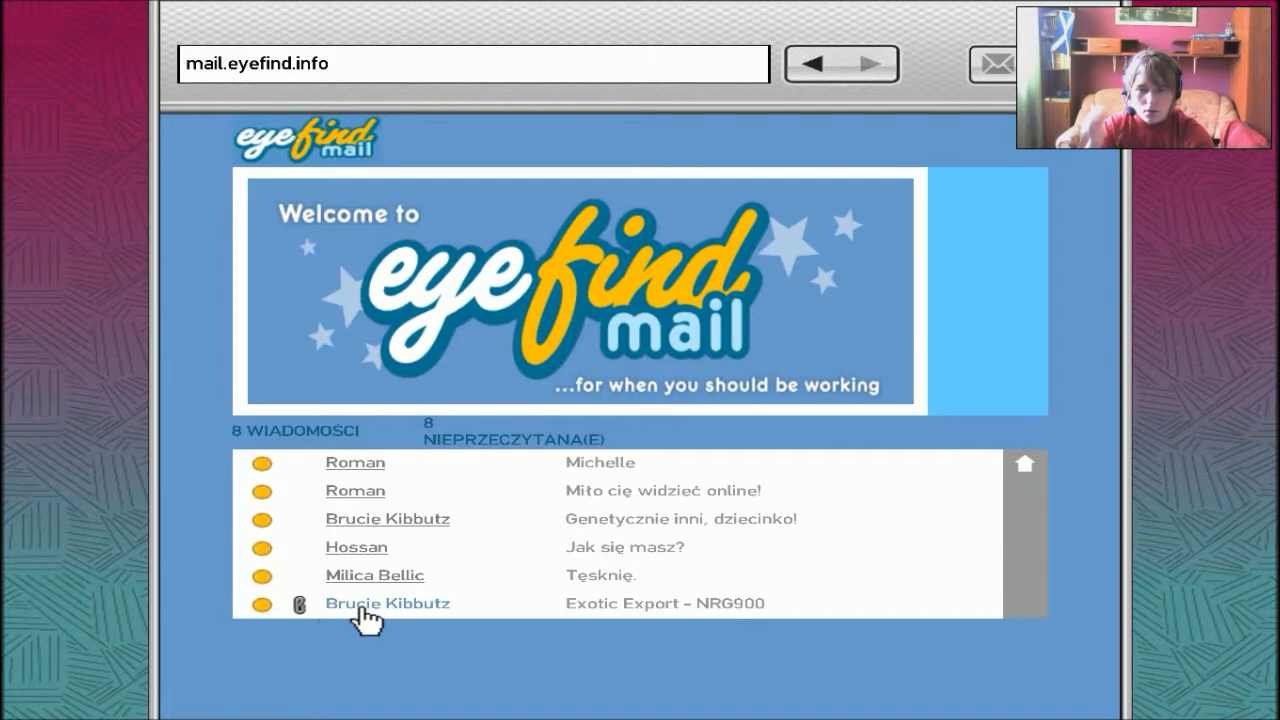 mail.eyefind.info
eyefind
mail
Welcome to
eyefind
mail
...for when you should be working
8 WIADOMOŚCI
8
NIEPRZECZYTANA(E)
Roman Michelle
Roman Miło cię widzieć online!
Brucie Kibbutz Genetycznie inni, dziecinko!
Hossan Jak się masz?
Milica Bellic Tęsknię.
Brucie Kibbutz Exotic Export - NRG900